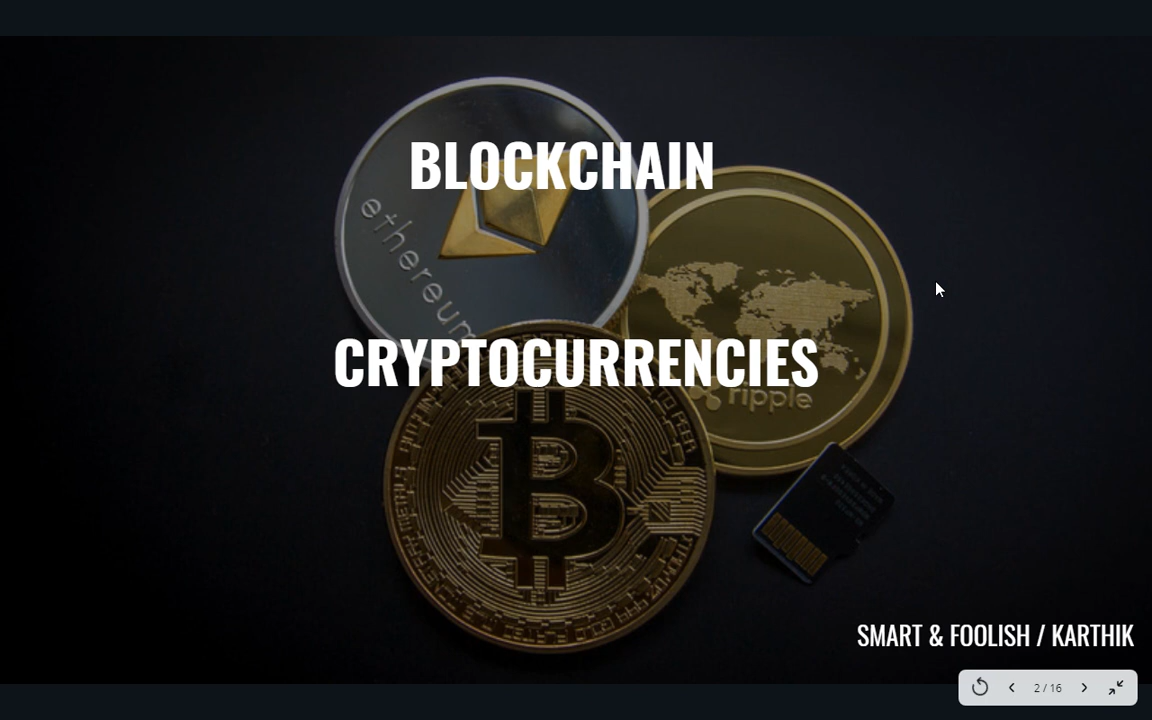 BLOCKCHAIN
ethereum
CRYPTOCURRENCIES
ripple
SMART & FOOLISH / KARTHIK
2 / 16